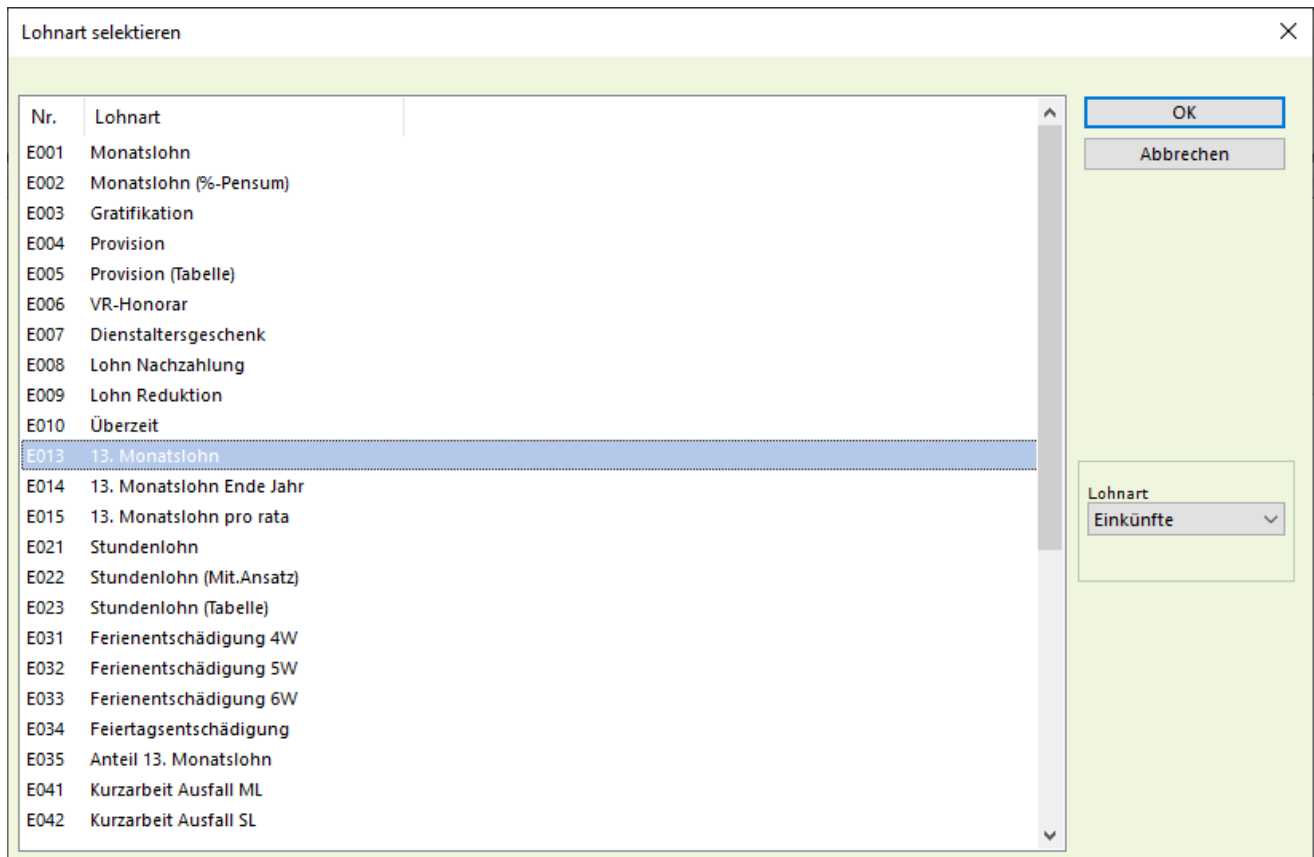 Lohnart selektieren
Nr. Lohnart
E001 Monatslohn
E002 Monatslohn (%-Pensum)
E003 Gratifikation
E004 Provision
E005 Provision (Tabelle)
E006 VR-Honorar
E007 Dienstaltersgeschenk
E008 Lohn Nachzahlung
E009 Lohn Reduktion
E010 Überzeit
E013 13. Monatslohn
E014 13. Monatslohn Ende Jahr
E015 13. Monatslohn pro rata
E021 Stundenlohn
E022 Stundenlohn (Mit.Ansatz)
E023 Stundenlohn (Tabelle)
E031 Ferienentschädigung 4W
E032 Ferienentschädigung 5W
E033 Ferienentschädigung 6W
E034 Feiertagsentschädigung
E035 Anteil 13. Monatslohn
E041 Kurzarbeit Ausfall ML
E042 Kurzarbeit Ausfall SL
OK
Abbrechen
Lohnart
Einkünfte